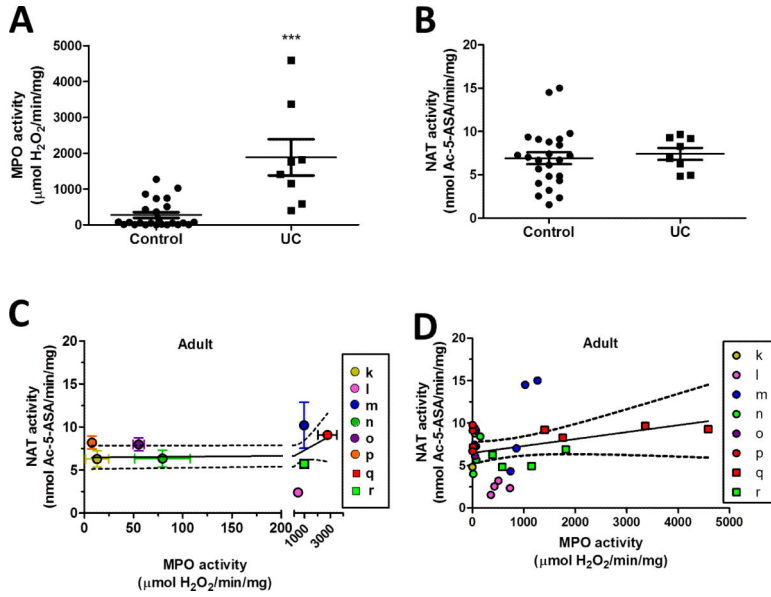 A
***
MPO activity
(μmol H₂O₂/min/mg)
5000
4000
3000
2000
1000
0
Control
UC
B
NAT activity
(nmol Ac-5-ASA/min/mg)
20
15
10
5
0
Control
UC
C
Adult
NAT activity
(nmol Ac-5-ASA/min/mg)
20
15
10
5
0
0
50
100
150
200
1000
3000
MPO activity
(μmol H₂O₂/min/mg)
k
l
m
n
o
p
q
r
D
Adult
NAT activity
(nmol Ac-5-ASA/min/mg)
20
15
10
5
0
0
1000
2000
3000
4000
5000
MPO activity
(μmol H₂O₂/min/mg)
k
l
m
n
o
p
q
r